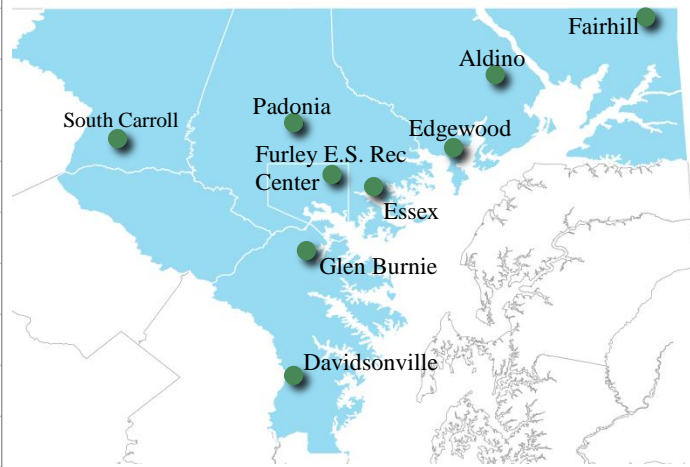 Fairhill
Aldino
Padonia
South Carroll
Edgewood
Furley E.S. Rec
Center
Essex
Glen Burnie
Davidsonville